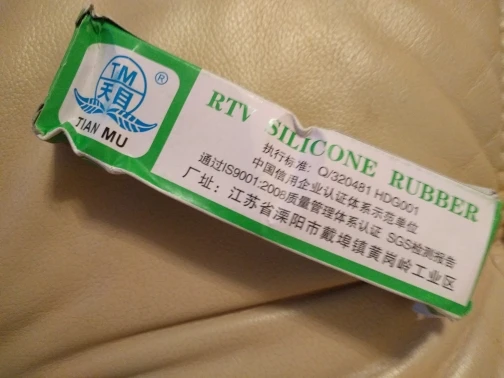 TM
天目
®
TIAN MU
RTV SILICONE RUBBER
执行标准: Q/320481 HDG001
中国信用企业认证体系示范单位
通过IS9001:2008质量管理体系认证 SGS检测报告
厂址: 江苏省溧阳市戴埠镇黄岗岭工业区